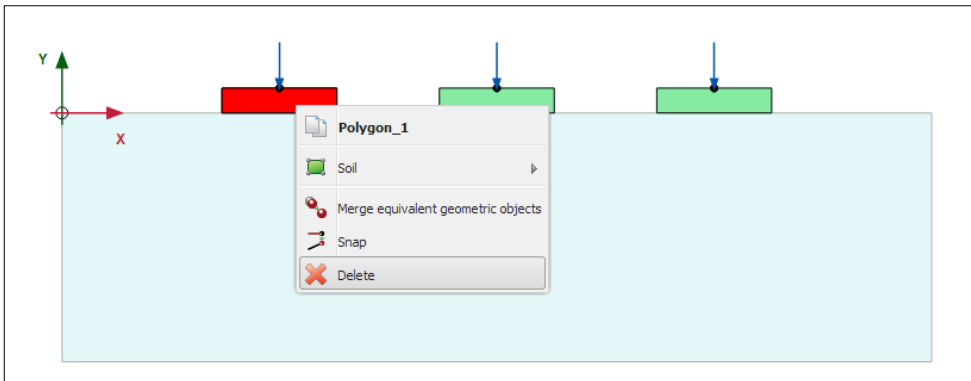 Y
X
Polygon_1
Soil
Merge equivalent geometric objects
Snap
Delete